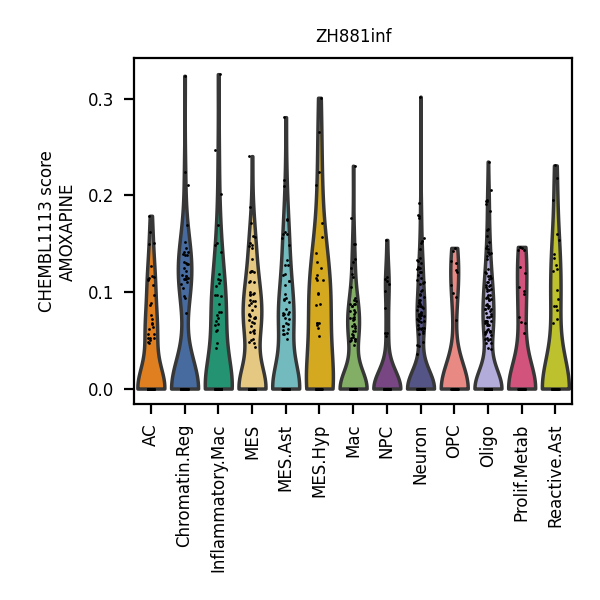 ZH881inf
CHEMBL1113 score
AMOXAPINE
0.3
0.2
0.1
0.0
AC
Chromatin.Reg
Inflammatory.Mac
MES
MES.Ast
MES.Hyp
Mac
NPC
Neuron
OPC
Oligo
Prolif.Metab
Reactive.Ast